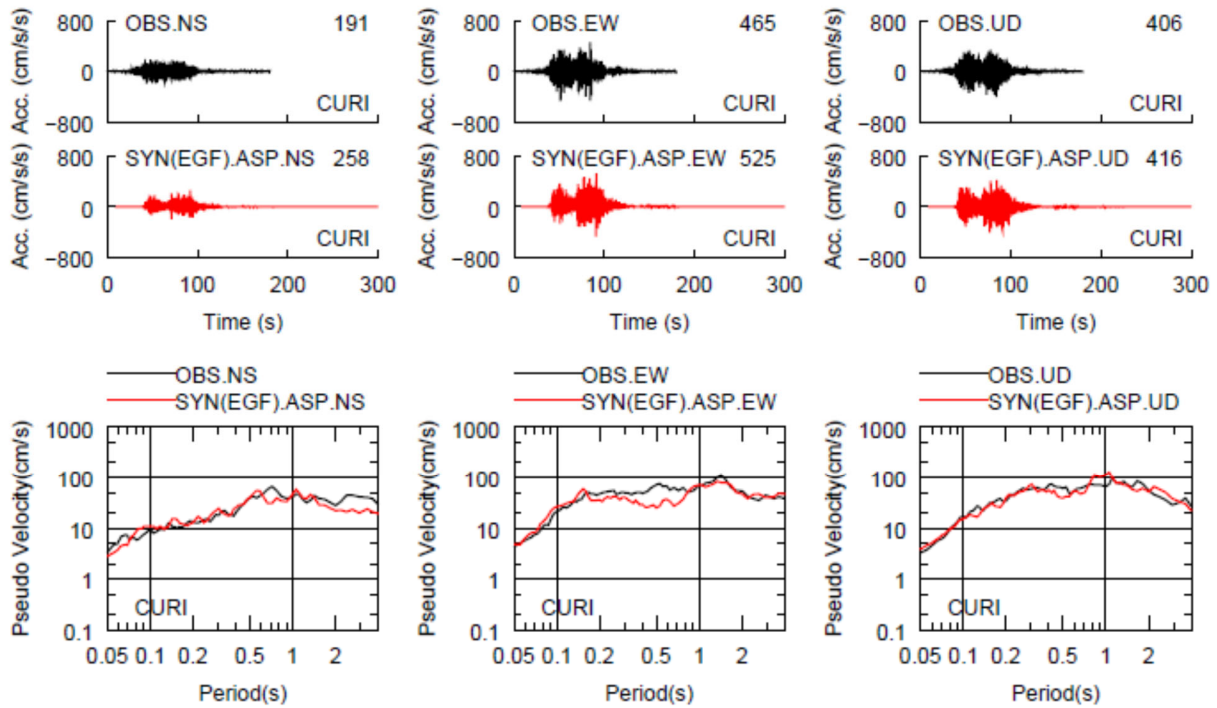 800 OBS.NS 191 800 OBS.EW 465 800 OBS.UD 406
Acc. (cm/s/s) 0 Acc. (cm/s/s) 0 Acc. (cm/s/s) 0
−800 CURI −800 CURI −800 CURI
800 SYN(EGF).ASP.NS 258 800 SYN(EGF).ASP.EW 525 800 SYN(EGF).ASP.UD 416
Acc. (cm/s/s) 0 Acc. (cm/s/s) 0 Acc. (cm/s/s) 0
−800 CURI −800 CURI −800 CURI
0 100 200 300 0 100 200 300 0 100 200 300
Time (s) Time (s) Time (s)
OBS.NS OBS.EW OBS.UD
SYN(EGF).ASP.NS SYN(EGF).ASP.EW SYN(EGF).ASP.UD
1000 1000 1000
100 100 100
Pseudo Velocity(cm/s) 10 Pseudo Velocity(cm/s) 10 Pseudo Velocity(cm/s) 10
1 1 1
CURI CURI CURI
0.1 0.1 0.1
0.05 0.1 0.2 0.5 1 2 0.05 0.1 0.2 0.5 1 2 0.05 0.1 0.2 0.5 1 2
Period(s) Period(s) Period(s)